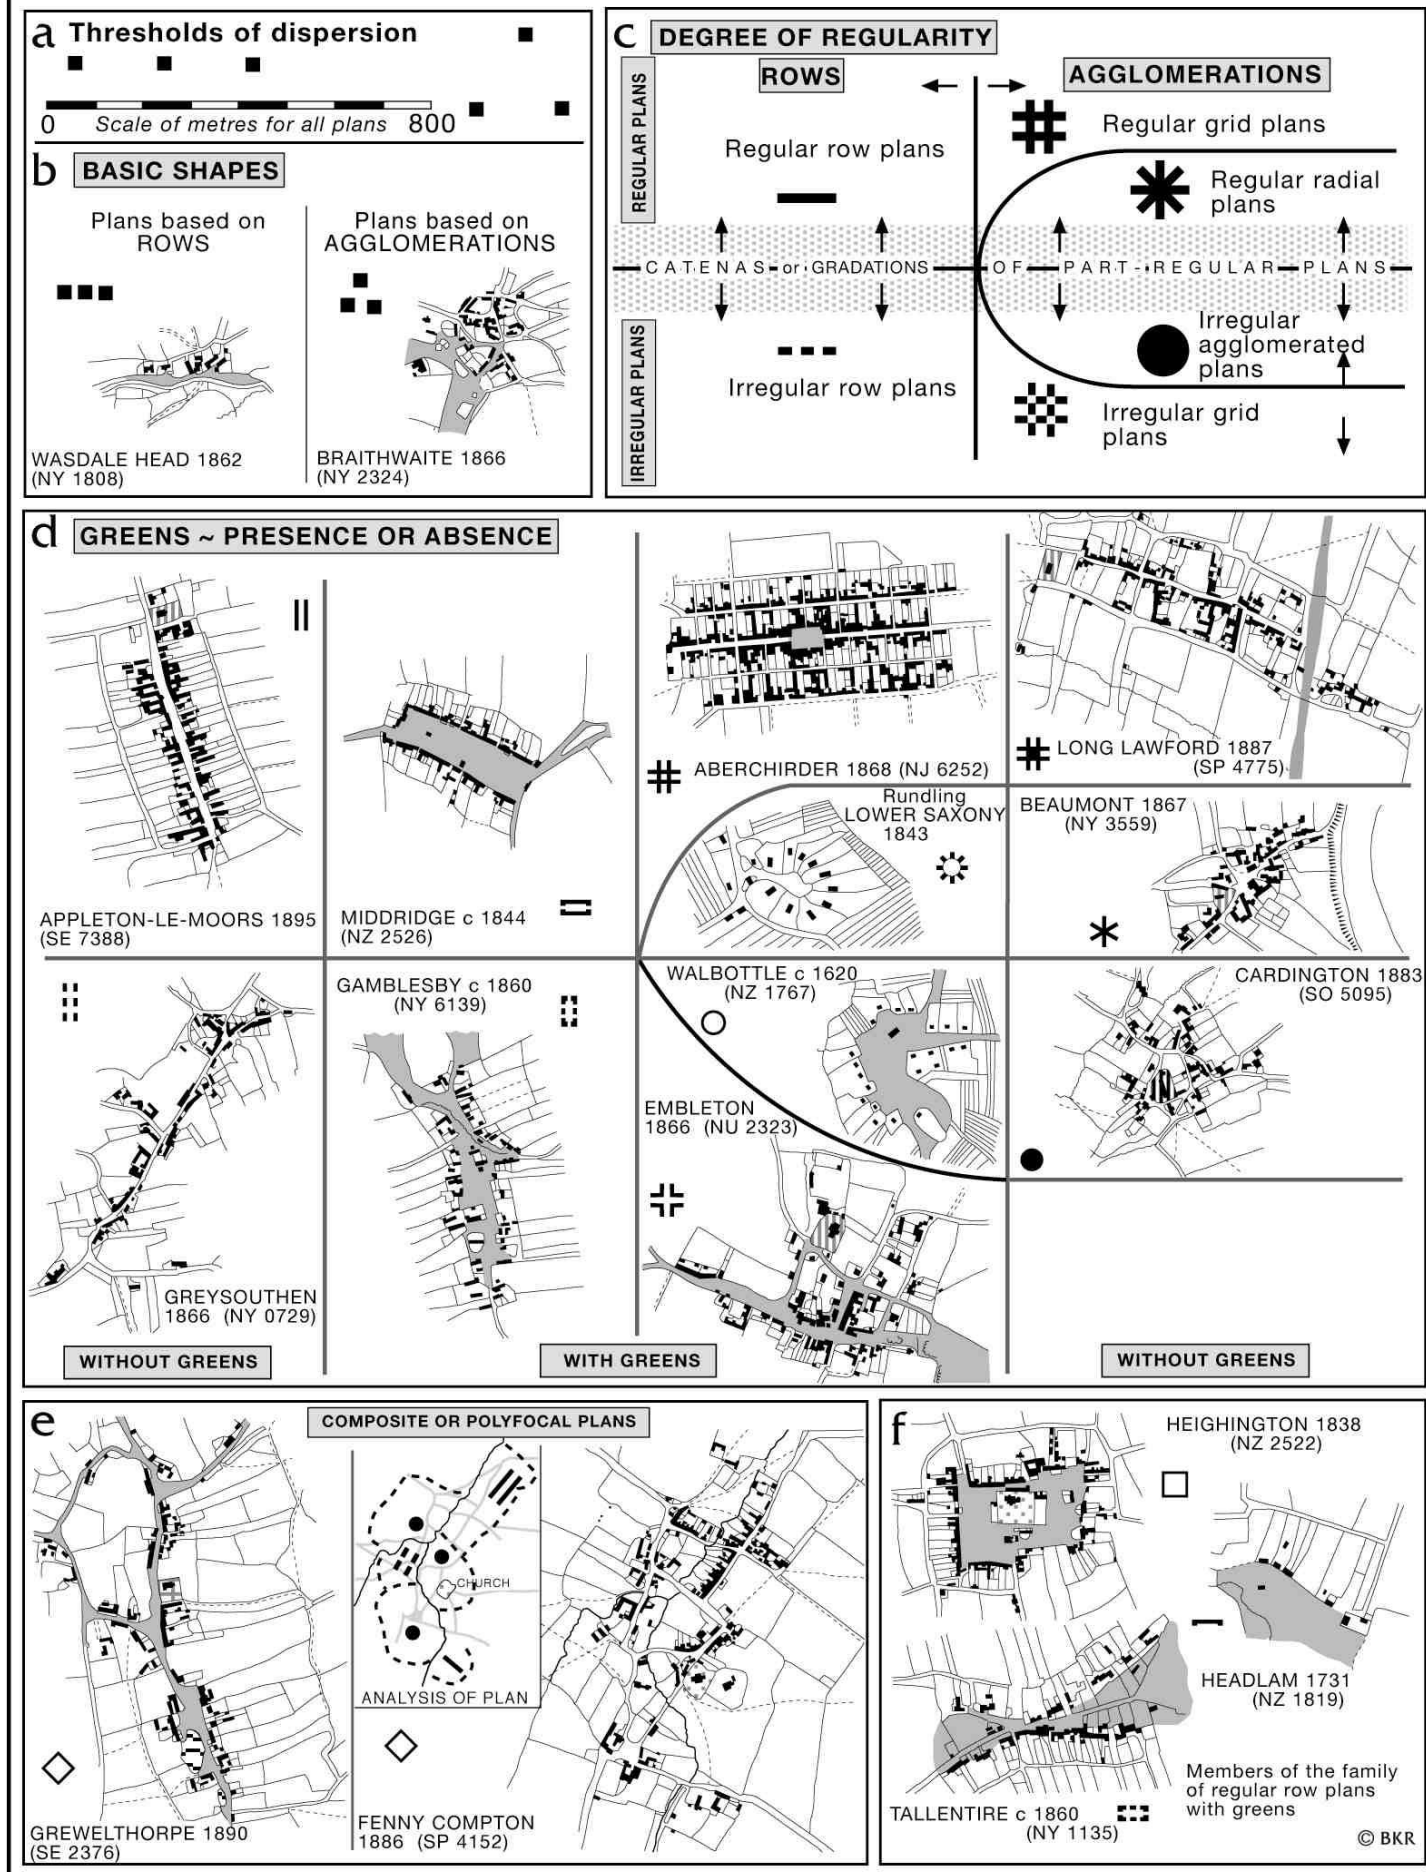 a Thresholds of dispersion
0 Scale of metres for all plans 800
b BASIC SHAPES
Plans based on
ROWS
Plans based on
AGGLOMERATIONS
WASDALE HEAD 1862
(NY 1808)
BRAITHWAITE 1866
(NY 2324)
c DEGREE OF REGULARITY
ROWS
AGGLOMERATIONS
REGULAR PLANS
Regular row plans
Regular grid plans
Regular radial
plans
CATENAS or GRADATIONS OF PART-REGULAR PLANS
IRREGULAR PLANS
Irregular row plans
Irregular
agglomerated
plans
Irregular grid
plans
d GREENS ~ PRESENCE OR ABSENCE
APPLETON-LE-MOORS 1895
(SE 7388)
MIDDRIDGE c 1844
(NZ 2526)
ABERCHIRDER 1868 (NJ 6252)
LONG LAWFORD 1887
(SP 4775)
Rundling
LOWER SAXONY
1843
BEAUMONT 1867
(NY 3559)
GREYSOUTHEN
1866 (NY 0729)
GAMBLESBY c 1860
(NY 6139)
WALBOTTLE c 1620
(NZ 1767)
EMBLETON
1866 (NU 2323)
CARDINGTON 1883
(SO 5095)
WITHOUT GREENS
WITH GREENS
WITHOUT GREENS
e COMPOSITE OR POLYFOCAL PLANS
GREWELTHORPE 1890
(SE 2376)
CHURCH
ANALYSIS OF PLAN
FENNY COMPTON
1886 (SP 4152)
f
HEIGHINGTON 1838
(NZ 2522)
HEADLAM 1731
(NZ 1819)
TALLENTIRE c 1860
(NY 1135)
Members of the family
of regular row plans
with greens
© BKR